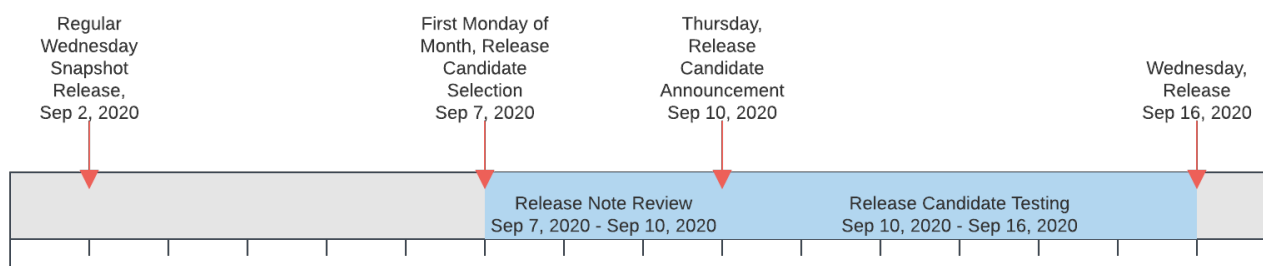 Regular
Wednesday
Snapshot
Release,
Sep 2, 2020
First Monday of
Month, Release
Candidate
Selection
Sep 7, 2020
Thursday,
Release
Candidate
Announcement
Sep 10, 2020
Wednesday,
Release
Sep 16, 2020
Release Note Review
Sep 7, 2020 - Sep 10, 2020
Release Candidate Testing
Sep 10, 2020 - Sep 16, 2020